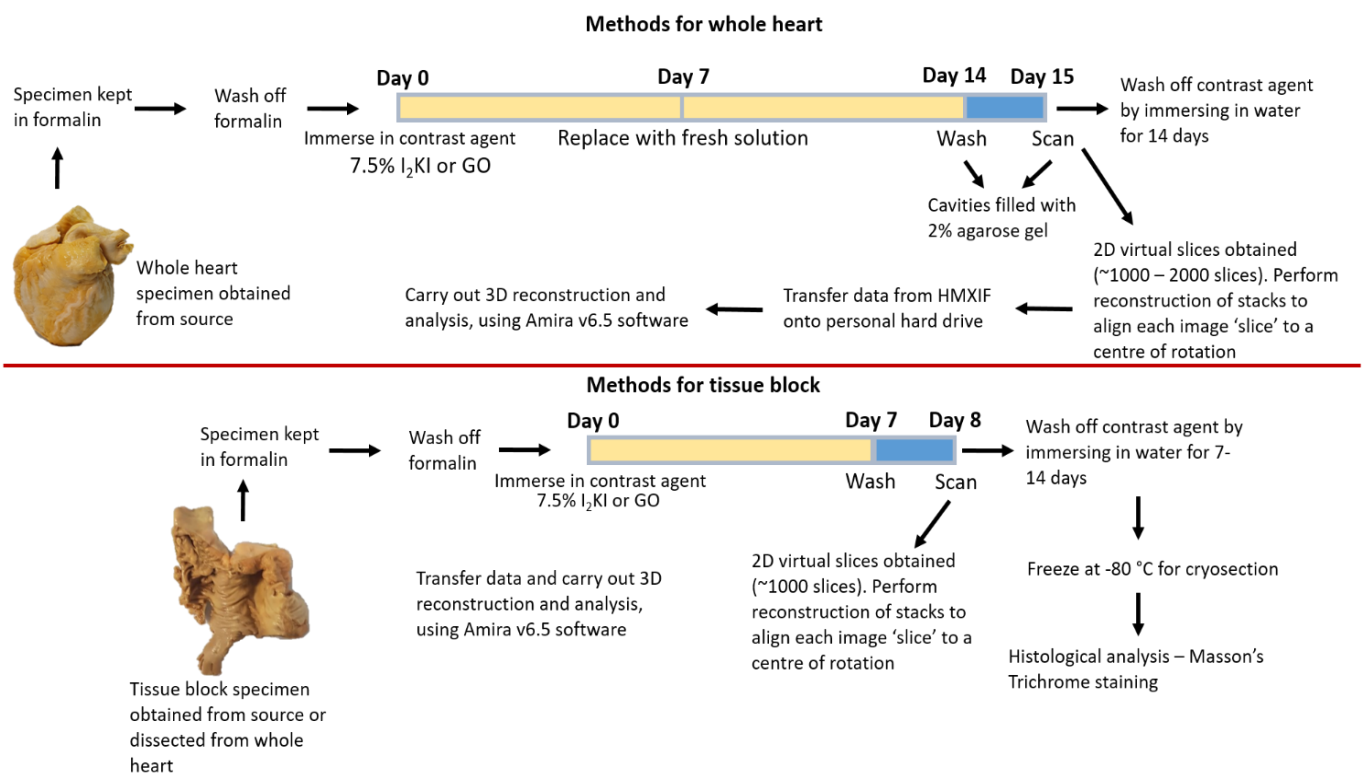 Methods for whole heart
Specimen kept
in formalin
Wash off
formalin
Day 0
Day 7
Day 14
Day 15
Immerse in contrast agent
7.5% I₂KI or GO
Replace with fresh solution
Wash
Scan
Wash off contrast agent
by immersing in water
for 14 days
Cavities filled with
2% agarose gel
Whole heart
specimen obtained
from source
2D virtual slices obtained
(~1000 – 2000 slices). Perform
reconstruction of stacks to
align each image ‘slice’ to a
centre of rotation
Transfer data from HMXIF
onto personal hard drive
Carry out 3D reconstruction and
analysis, using Amira v6.5 software
Methods for tissue block
Specimen kept
in formalin
Wash off
formalin
Day 0
Day 7
Day 8
Immerse in contrast agent
7.5% I₂KI or GO
Wash
Scan
Wash off contrast agent by
immersing in water for 7-
14 days
2D virtual slices obtained
(~1000 slices). Perform
reconstruction of stacks to
align each image ‘slice’ to a
centre of rotation
Transfer data and carry out 3D
reconstruction and analysis,
using Amira v6.5 software
Freeze at -80 °C for cryosection
Histological analysis – Masson’s
Trichrome staining
Tissue block specimen
obtained from source or
dissected from whole
heart